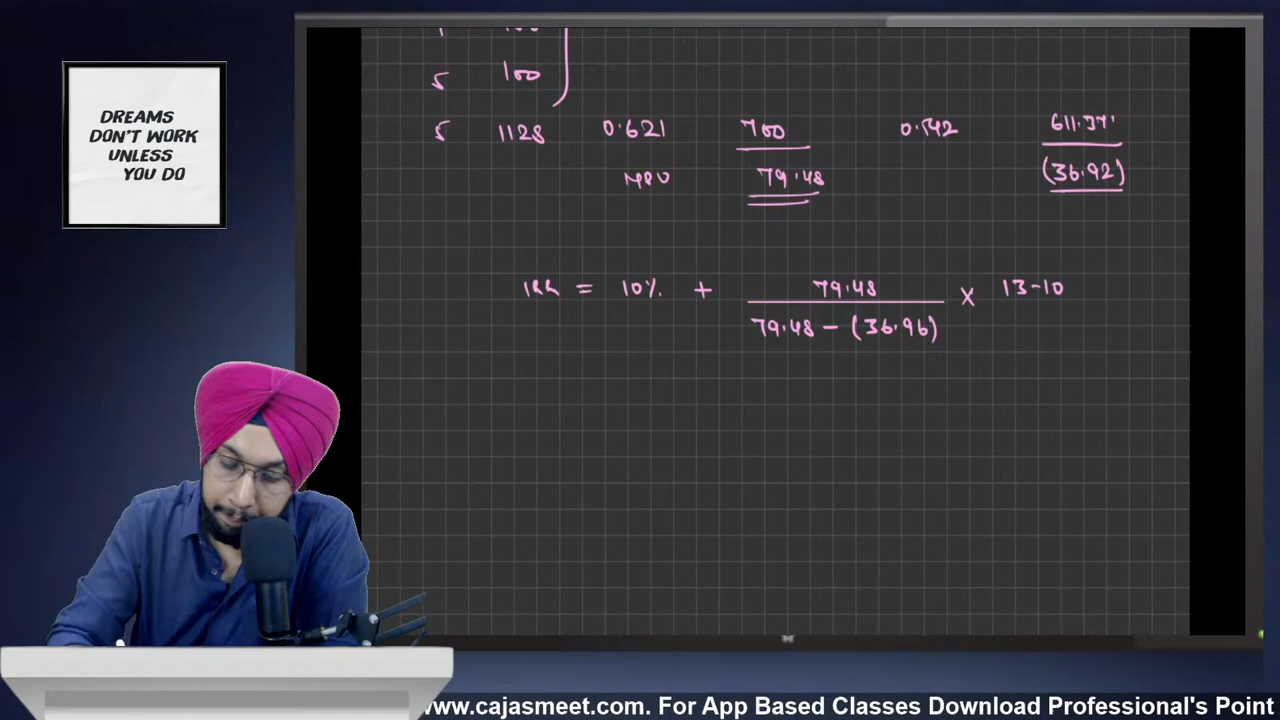 DREAMS
DON'T WORK
UNLESS
YOU DO
5 100
5 1128 0.621 700 0.542 611.37
NPV 79.48 (36.92)
IRR = 10% + 79.48 × 13-10
79.48 - (36.96)
www.cajasmeet.com. For App Based Classes Download Professional's Point